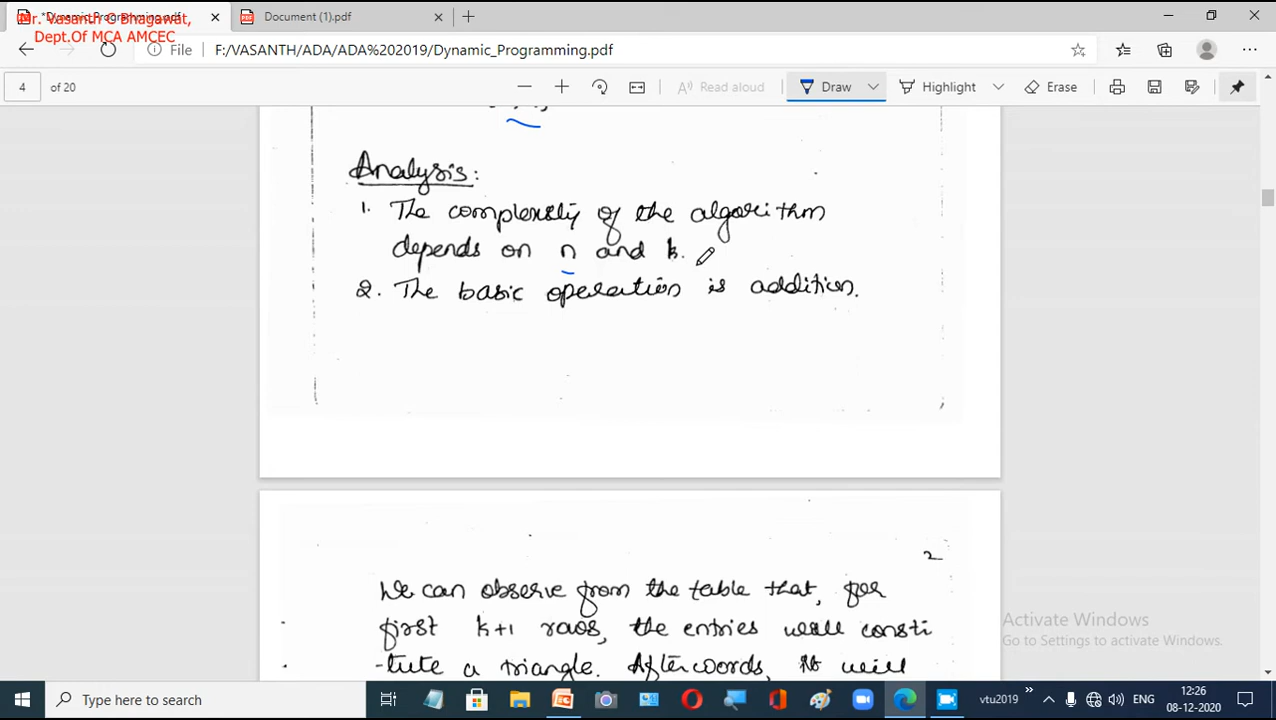 *Dynamic_Programming.pdf
Dr. Vasanth C Bhagawat,
Dept.Of MCA AMCEC
Document (1).pdf
File F:/VASANTH/ADA/ADA%202019/Dynamic_Programming.pdf
4 of 20 Read aloud Draw Highlight Erase
Analysis:
1. The complexity of the algorithm
depends on n and k.
2. The basic operation is addition.
2
We can observe from the table that, for
first k+1 rows, the entries will consti
-tute a triangle. Afterwords, it will
Activate Windows
Go to Settings to activate Windows.
Type here to search
vtu2019 » ENG 12:26
08-12-2020